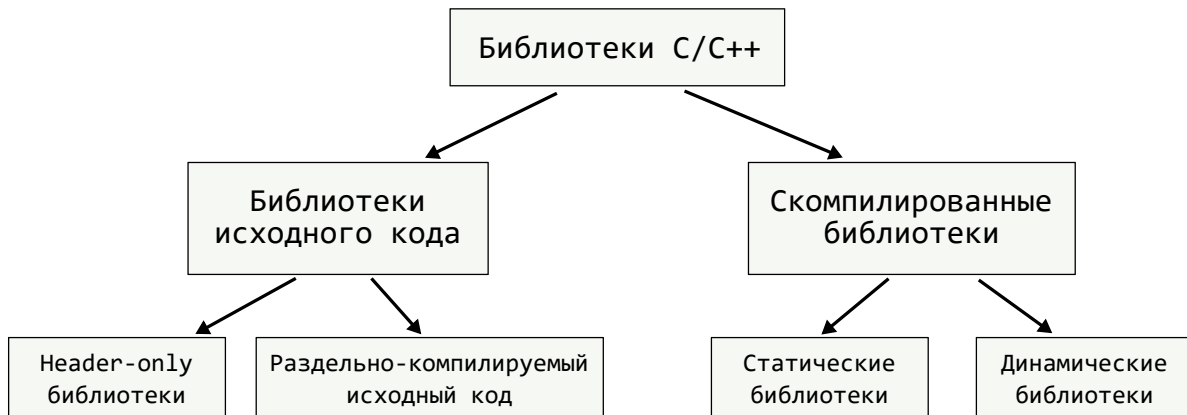 Библиотеки C/C++
Библиотеки
исходного кода
Скомпилированные
библиотеки
Header-only
библиотеки
Раздельно-компилируемый
исходный код
Статические
библиотеки
Динамические
библиотеки